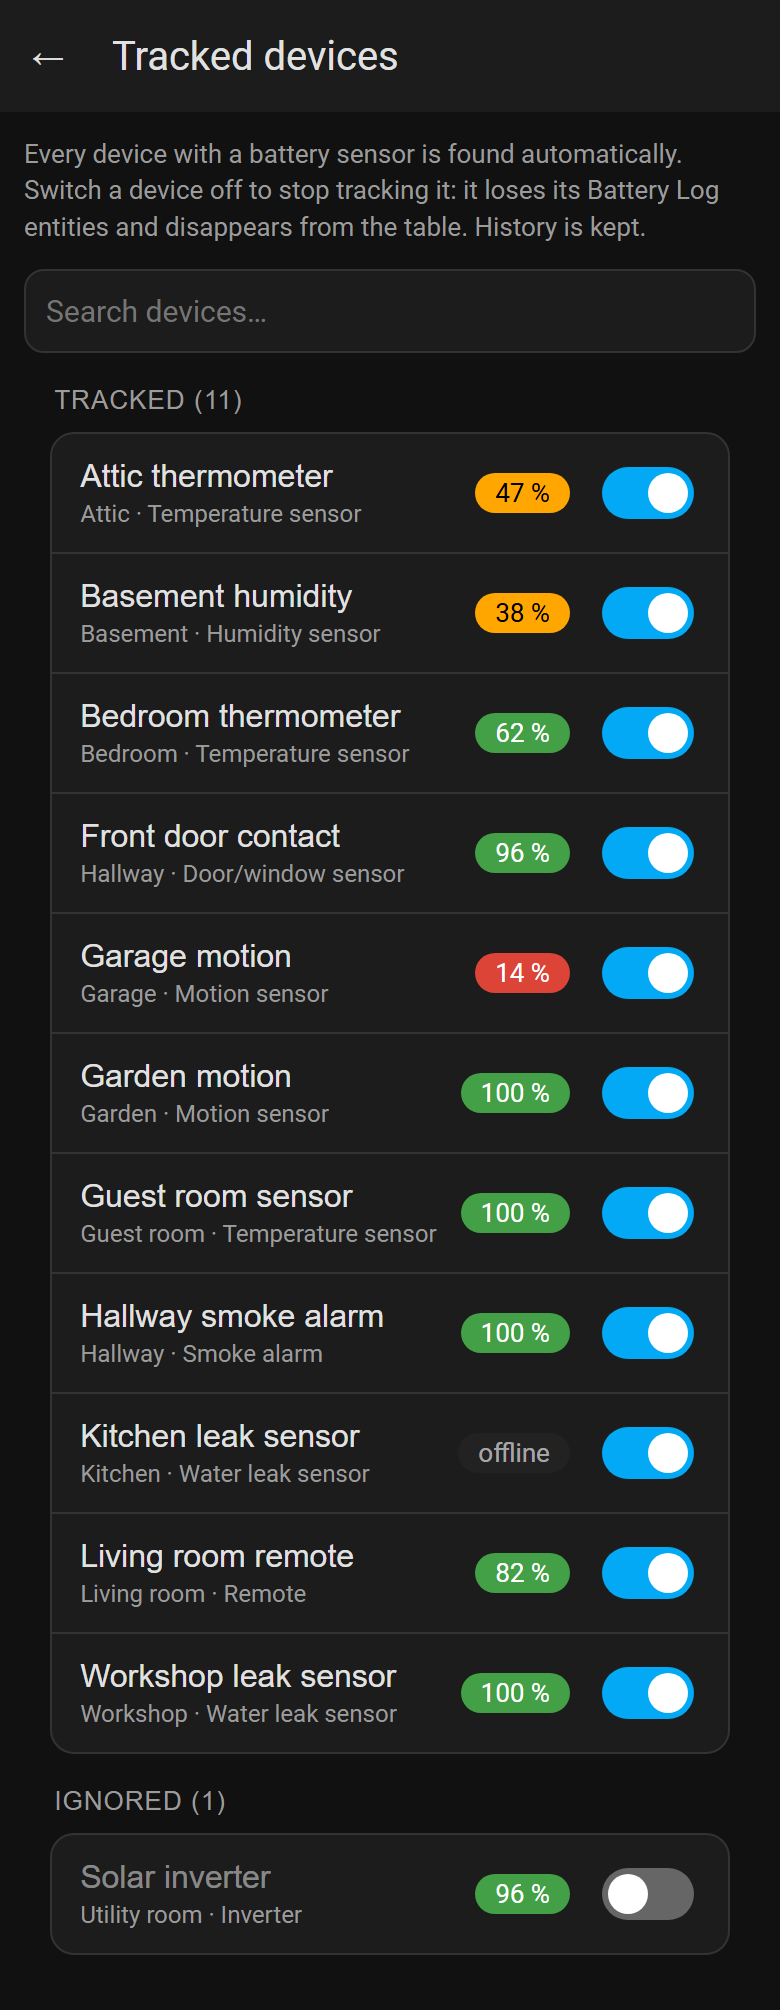 ← Tracked devices
Every device with a battery sensor is found automatically.
Switch a device off to stop tracking it: it loses its Battery Log
entities and disappears from the table. History is kept.
Search devices…
TRACKED (11)
Attic thermometer
Attic · Temperature sensor
47 %
Basement humidity
Basement · Humidity sensor
38 %
Bedroom thermometer
Bedroom · Temperature sensor
62 %
Front door contact
Hallway · Door/window sensor
96 %
Garage motion
Garage · Motion sensor
14 %
Garden motion
Garden · Motion sensor
100 %
Guest room sensor
Guest room · Temperature sensor
100 %
Hallway smoke alarm
Hallway · Smoke alarm
100 %
Kitchen leak sensor
Kitchen · Water leak sensor
offline
Living room remote
Living room · Remote
82 %
Workshop leak sensor
Workshop · Water leak sensor
100 %
IGNORED (1)
Solar inverter
Utility room · Inverter
96 %